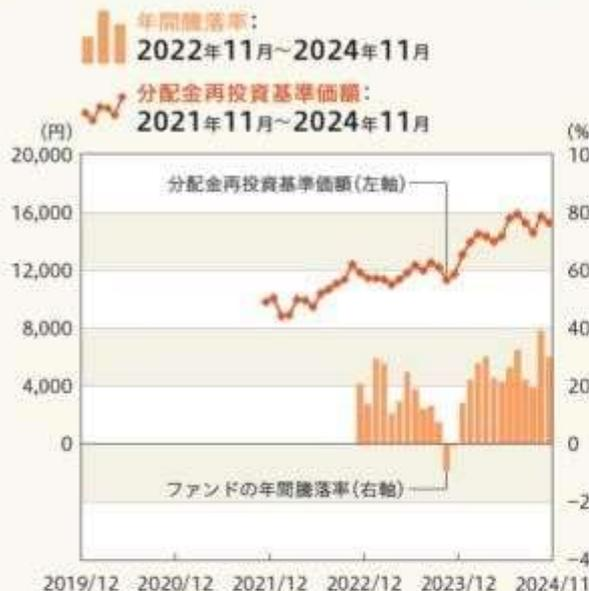 年間騰落率：
2022年11月～2024年11月
分配金再投資基準価額：
2021年11月～2024年11月
(円)
(%
20,000
10
分配金再投資基準価額(左軸)
16,000
80
12,000
60
8,000
40
4,000
20
0
0
ファンドの年間騰落率(右軸)
-2
-4
2019/12 2020/12 2021/12 2022/12 2023/12 2024/11